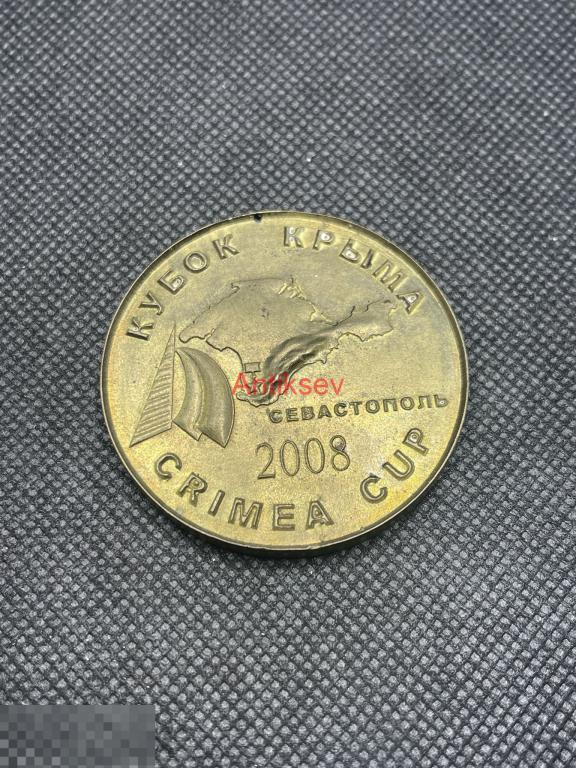 КУБОК КРЫМА
Antiksev
СЕВАСТОПОЛЬ
2008
CRIMEA CUP